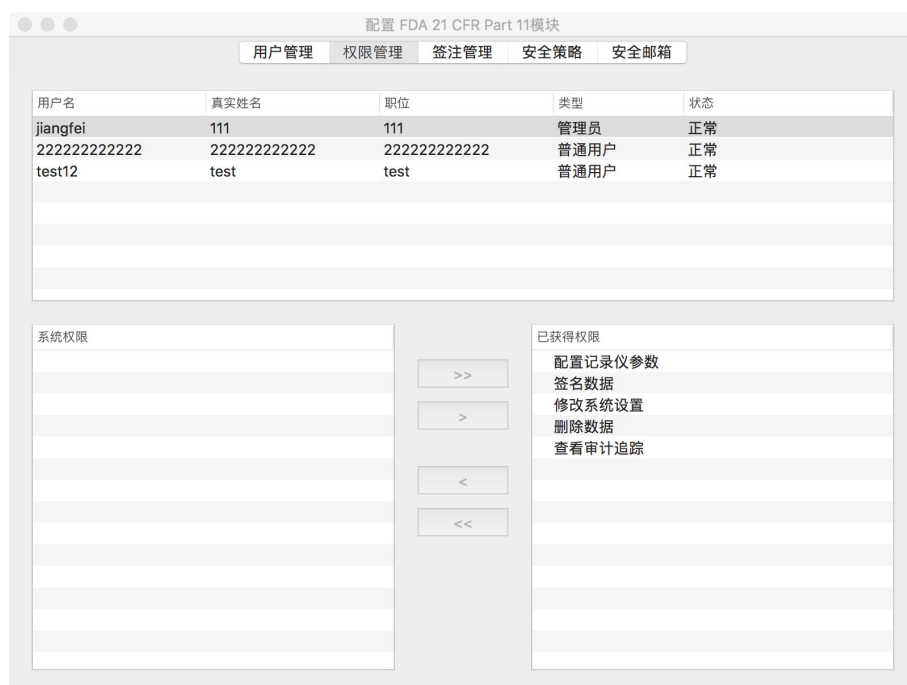 配置 FDA 21 CFR Part 11模块
用户管理 权限管理 签注管理 安全策略 安全邮箱
用户名 真实姓名 职位 类型 状态
jiangfei 111 111 管理员 正常
222222222222 222222222222 222222222222 普通用户 正常
test12 test test 普通用户 正常
系统权限 已获得权限
配置记录仪参数
>>
签名数据
修改系统设置
>
删除数据
查看审计追踪
<
<<